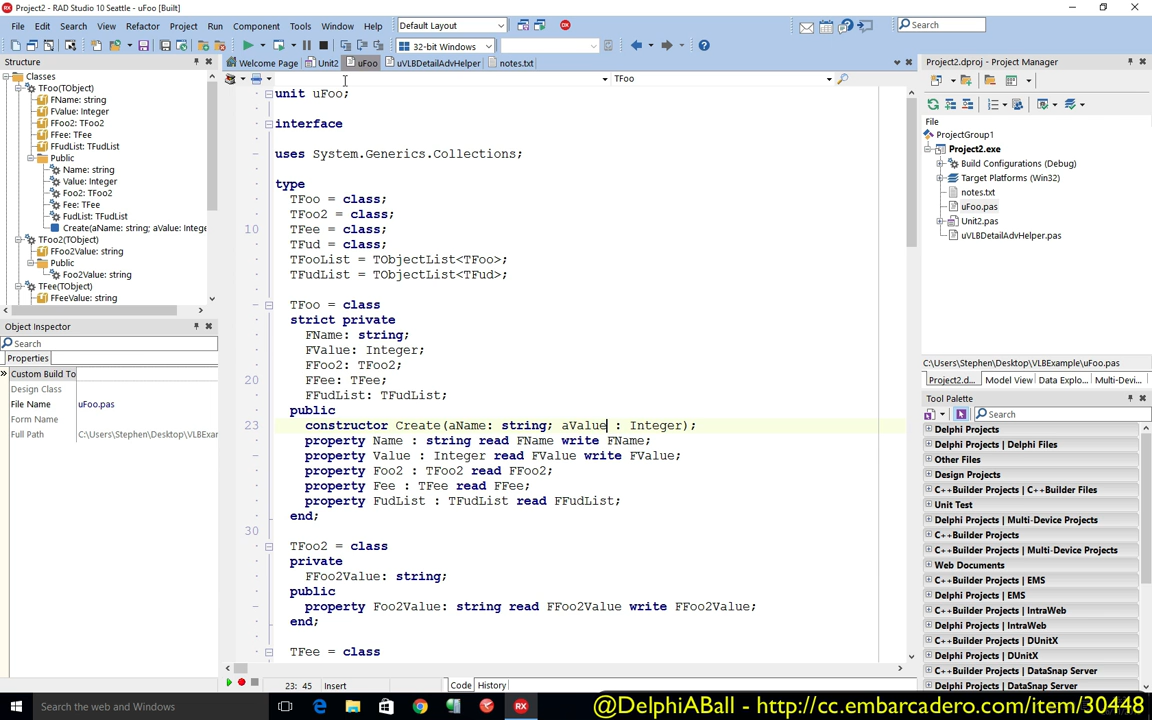 Project2 - RAD Studio 10 Seattle - uFoo [Built]
File Edit Search View Refactor Project Run Component Tools Window Help Default Layout
Search
32-bit Windows
Structure
Classes
TFoo(TObject)
FName: string
FValue: Integer
FFoo2: TFoo2
FFee: TFee
FFudList: TFudList
Public
Name: string
Value: Integer
Foo2: TFoo2
Fee: TFee
FudList: TFudList
Create(aName: string; aValue: Intege
TFoo2(TObject)
FFoo2Value: string
Public
Foo2Value: string
TFee(TObject)
FFeeValue: string
Object Inspector
Search
Properties
Custom Build To
Design Class
File Name uFoo.pas
Form Name
Full Path C:\Users\Stephen\Desktop\VLBExar
Welcome Page Unit2 uFoo uVLBDetailAdvHelper notes.txt
TFoo
unit uFoo;
interface
uses System.Generics.Collections;
type
TFoo = class;
TFoo2 = class;
10 TFee = class;
TFud = class;
TFooList = TObjectList<TFoo>;
TFudList = TObjectList<TFud>;
TFoo = class
strict private
FName: string;
FValue: Integer;
FFoo2: TFoo2;
20 FFee: TFee;
FFudList: TFudList;
public
23 constructor Create(aName: string; aValue : Integer);
property Name : string read FName write FName;
property Value : Integer read FValue write FValue;
property Foo2 : TFoo2 read FFoo2;
property Fee : TFee read FFee;
property FudList : TFudList read FFudList;
end;
30
TFoo2 = class
private
FFoo2Value: string;
public
property Foo2Value: string read FFoo2Value write FFoo2Value;
end;
TFee = class
23: 45 Insert Code History
Project2.dproj - Project Manager
File
ProjectGroup1
Project2.exe
Build Configurations (Debug)
Target Platforms (Win32)
notes.txt
uFoo.pas
Unit2.pas
uVLBDetailAdvHelper.pas
C:\Users\Stephen\Desktop\VLBExample\uFoo.pas
Project2.d... Model View Data Explo... Multi-Devi...
Tool Palette
Search
Delphi Projects
Delphi Projects | Delphi Files
Other Files
Design Projects
C++Builder Projects | C++Builder Files
Unit Test
Delphi Projects | Multi-Device Projects
C++Builder Projects
C++Builder Projects | Multi-Device Projects
Web Documents
C++Builder Projects | EMS
Delphi Projects | EMS
C++Builder Projects | IntraWeb
Delphi Projects | IntraWeb
C++Builder Projects | DUnitX
Delphi Projects | DUnitX
C++Builder Projects | DataSnap Server
Delphi Projects | DataSnap Server
Search the web and Windows
@DelphiABall - http://cc.embarcadero.com/item/30448